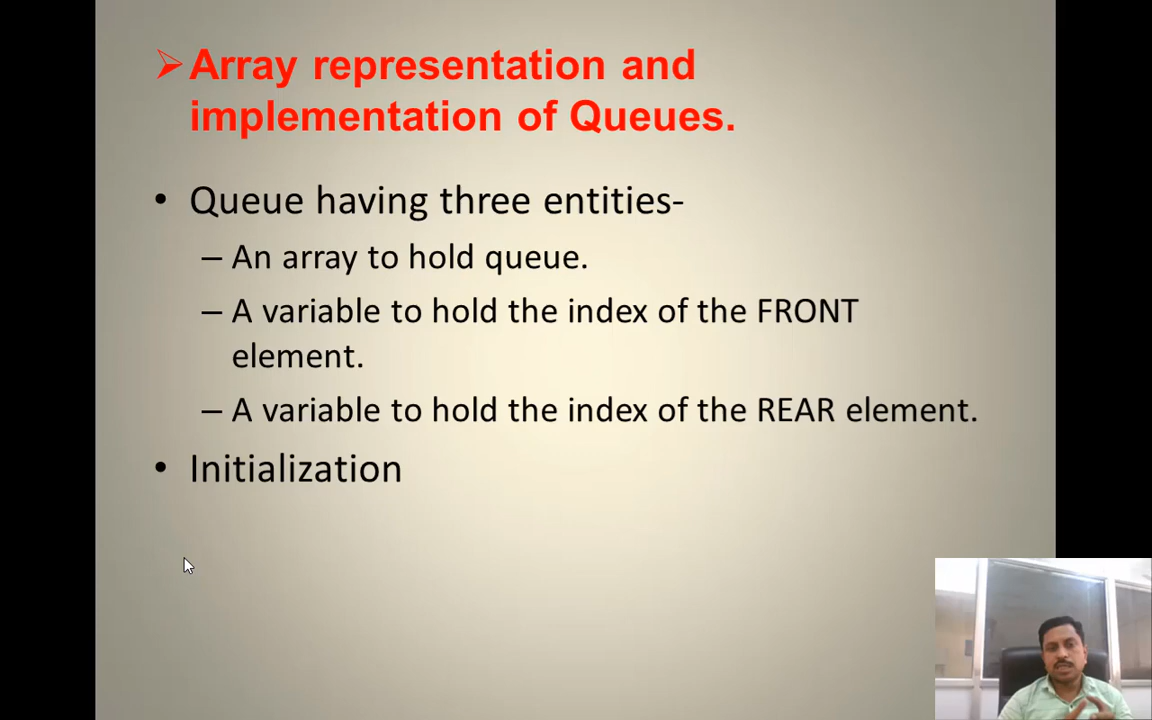 Array representation and
implementation of Queues.
• Queue having three entities-
– An array to hold queue.
– A variable to hold the index of the FRONT
element.
– A variable to hold the index of the REAR element.
• Initialization